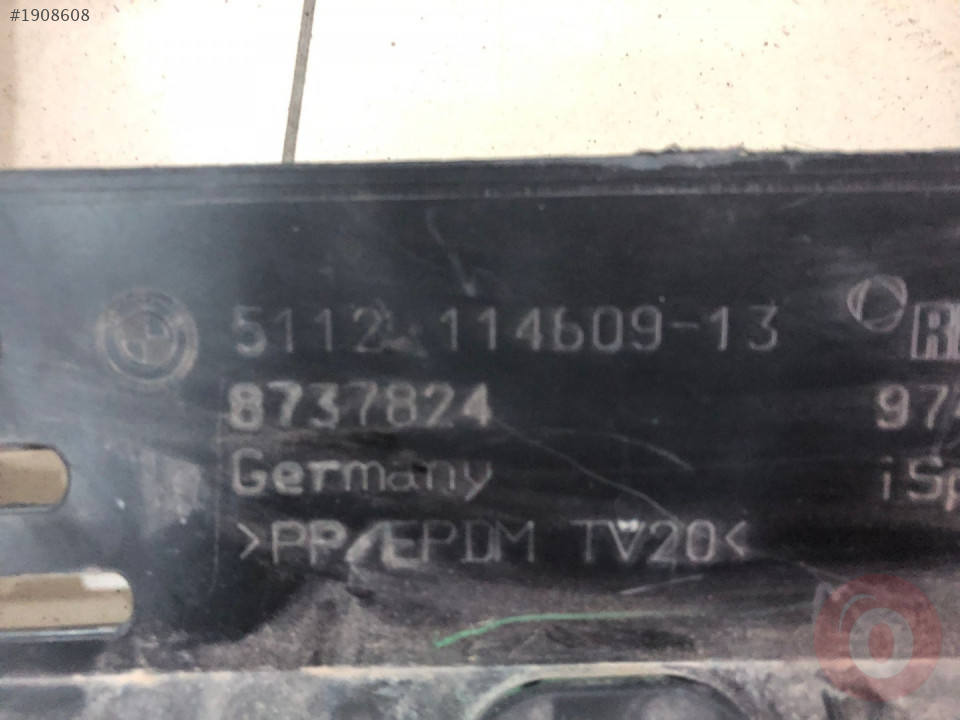 #1908608
5112 114609-13
8737824
Germany
>PP/EPDM TV20<